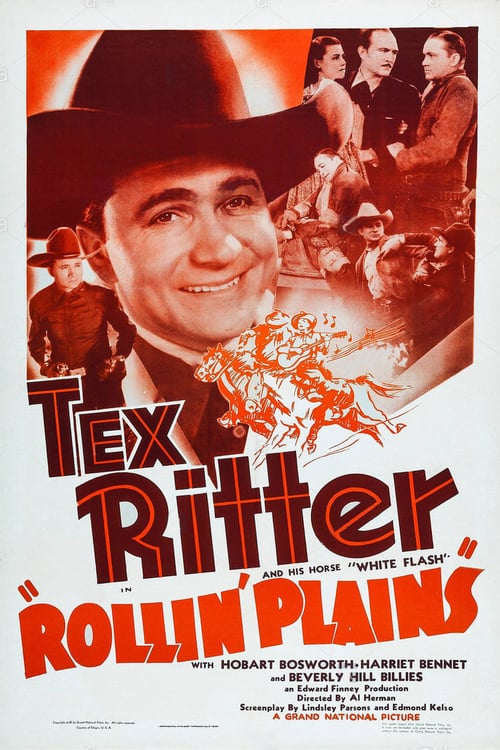 TEX
Ritter
IN
AND HIS HORSE "WHITE FLASH"
"ROLLIN' PLAINS"
WITH HOBART BOSWORTH · HARRIET BENNET
and BEVERLY HILL BILLIES
an Edward Finney Production
Directed By Al Herman
Screenplay By Lindsley Parsons and Edmond Kelso
A GRAND NATIONAL PICTURE